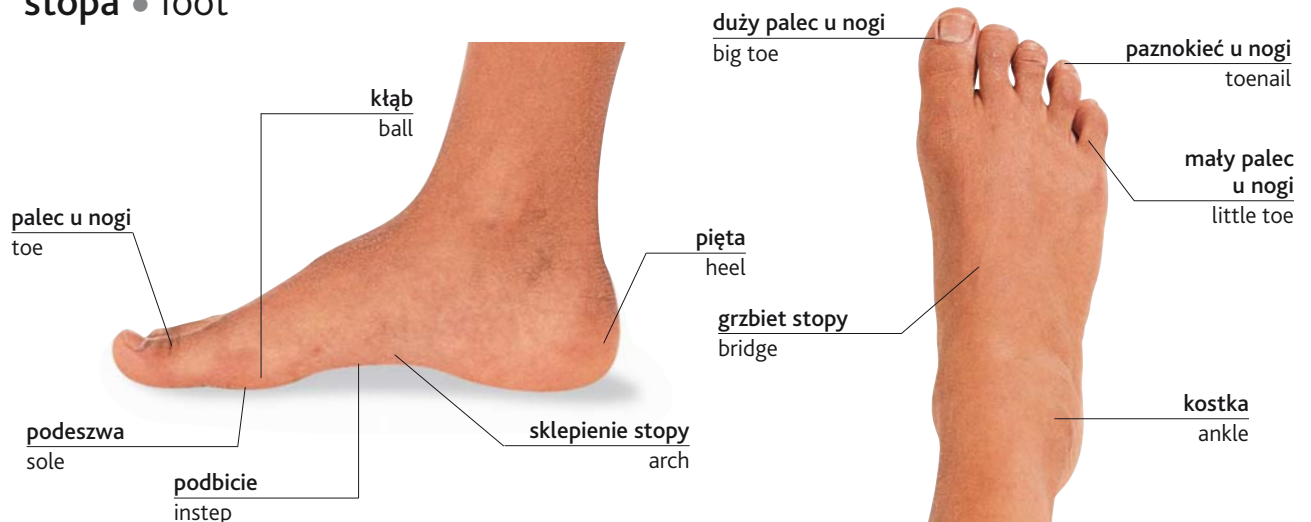 stopa • foot
kłąb
ball
palec u nogi
toe
pięta
heel
podeszwa
sole
podbicie
instep
sklepienie stopy
arch
duży palec u nogi
big toe
paznokieć u nogi
toenail
mały palec
u nogi
little toe
grzbiet stopy
bridge
kostka
ankle